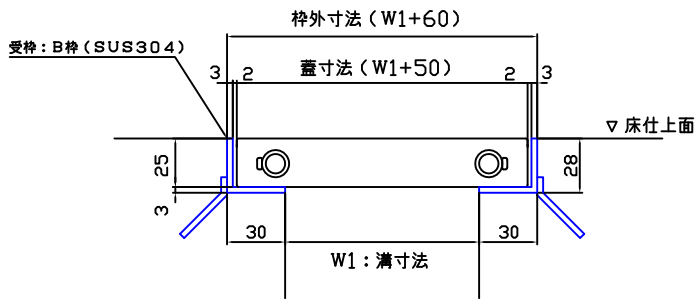 枠外寸法（W1+60）
受枠：B枠（SUS304）
3
2
蓋寸法（W1+50）
2
3
▽ 床仕上面
25
28
3
30
30
W1：溝寸法